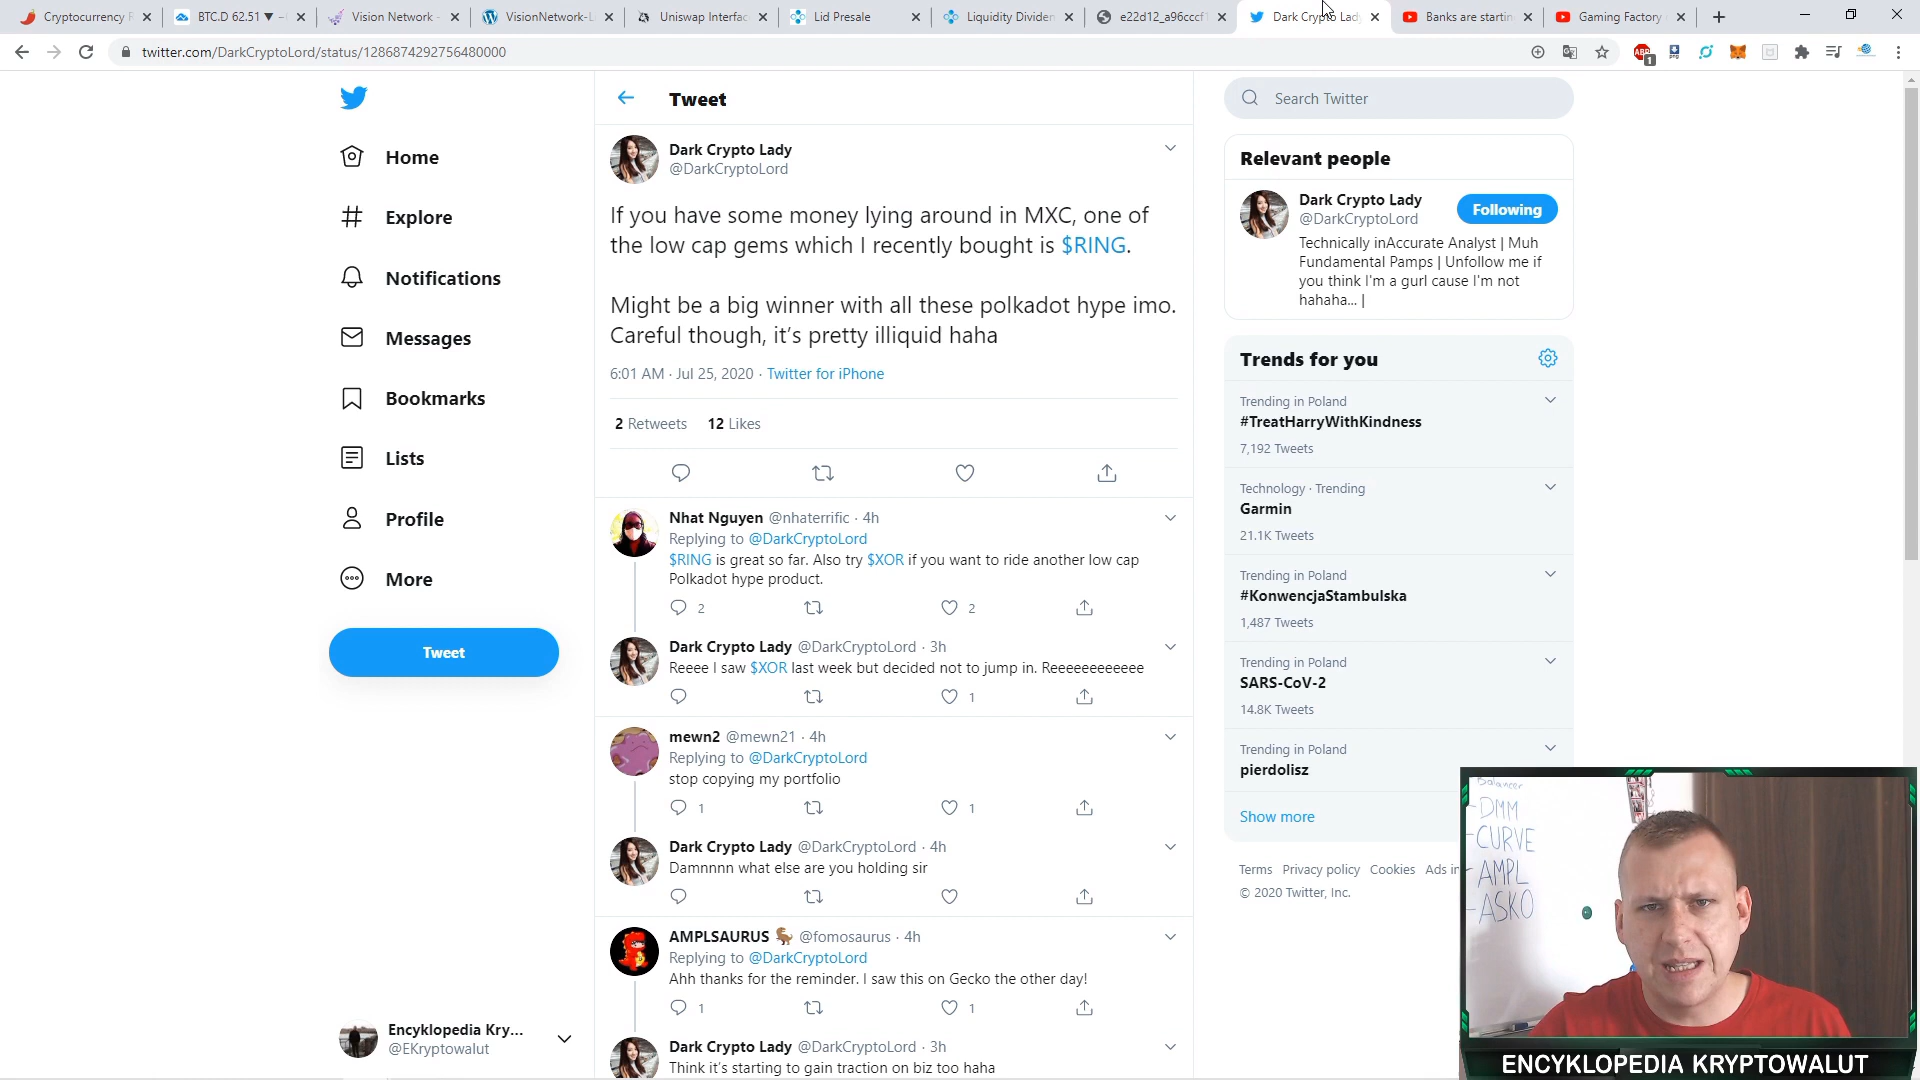 Cryptocurrency P
BTC.D 62.51 ▼ –
Vision Network -
VisionNetwork-L
Uniswap Interfac
Lid Presale
Liquidity Dividen
e22d12_a96cccf1
Dark Crypto Lady
Banks are startin
Gaming Factory
twitter.com/DarkCryptoLord/status/1286874292756480000
ABP
1
Home
Explore
Notifications
Messages
Bookmarks
Lists
Profile
More
Tweet
Encyklopedia Kry...
@EKryptowalut
Tweet
Dark Crypto Lady
@DarkCryptoLord
If you have some money lying around in MXC, one of
the low cap gems which I recently bought is $RING.
Might be a big winner with all these polkadot hype imo.
Careful though, it's pretty illiquid haha
6:01 AM · Jul 25, 2020 · Twitter for iPhone
2 Retweets 12 Likes
Nhat Nguyen @nhaterrific · 4h
Replying to @DarkCryptoLord
$RING is great so far. Also try $XOR if you want to ride another low cap
Polkadot hype product.
2 2
Dark Crypto Lady @DarkCryptoLord · 3h
Reeee I saw $XOR last week but decided not to jump in. Reeeeeeeeeeee
1
mewn2 @mewn21 · 4h
Replying to @DarkCryptoLord
stop copying my portfolio
1 1
Dark Crypto Lady @DarkCryptoLord · 4h
Damnnnn what else are you holding sir
AMPLSAURUS 🦖 @fomosaurus · 4h
Replying to @DarkCryptoLord
Ahh thanks for the reminder. I saw this on Gecko the other day!
1 1
Dark Crypto Lady @DarkCryptoLord · 3h
Think it's starting to gain traction on biz too haha
Search Twitter
Relevant people
Dark Crypto Lady
@DarkCryptoLord
Following
Technically inAccurate Analyst | Muh
Fundamental Pamps | Unfollow me if
you think I'm a gurl cause I'm not
hahaha... |
Trends for you
Trending in Poland
#TreatHarryWithKindness
7,192 Tweets
Technology · Trending
Garmin
21.1K Tweets
Trending in Poland
#KonwencjaStambulska
1,487 Tweets
Trending in Poland
SARS-CoV-2
14.8K Tweets
Trending in Poland
pierdolisz
Show more
Terms Privacy policy Cookies Ads in
© 2020 Twitter, Inc.
Balancer
-DMM
-CURVE
-AMPL
-ASKO
ENCYKLOPEDIA KRYPTOWALUT